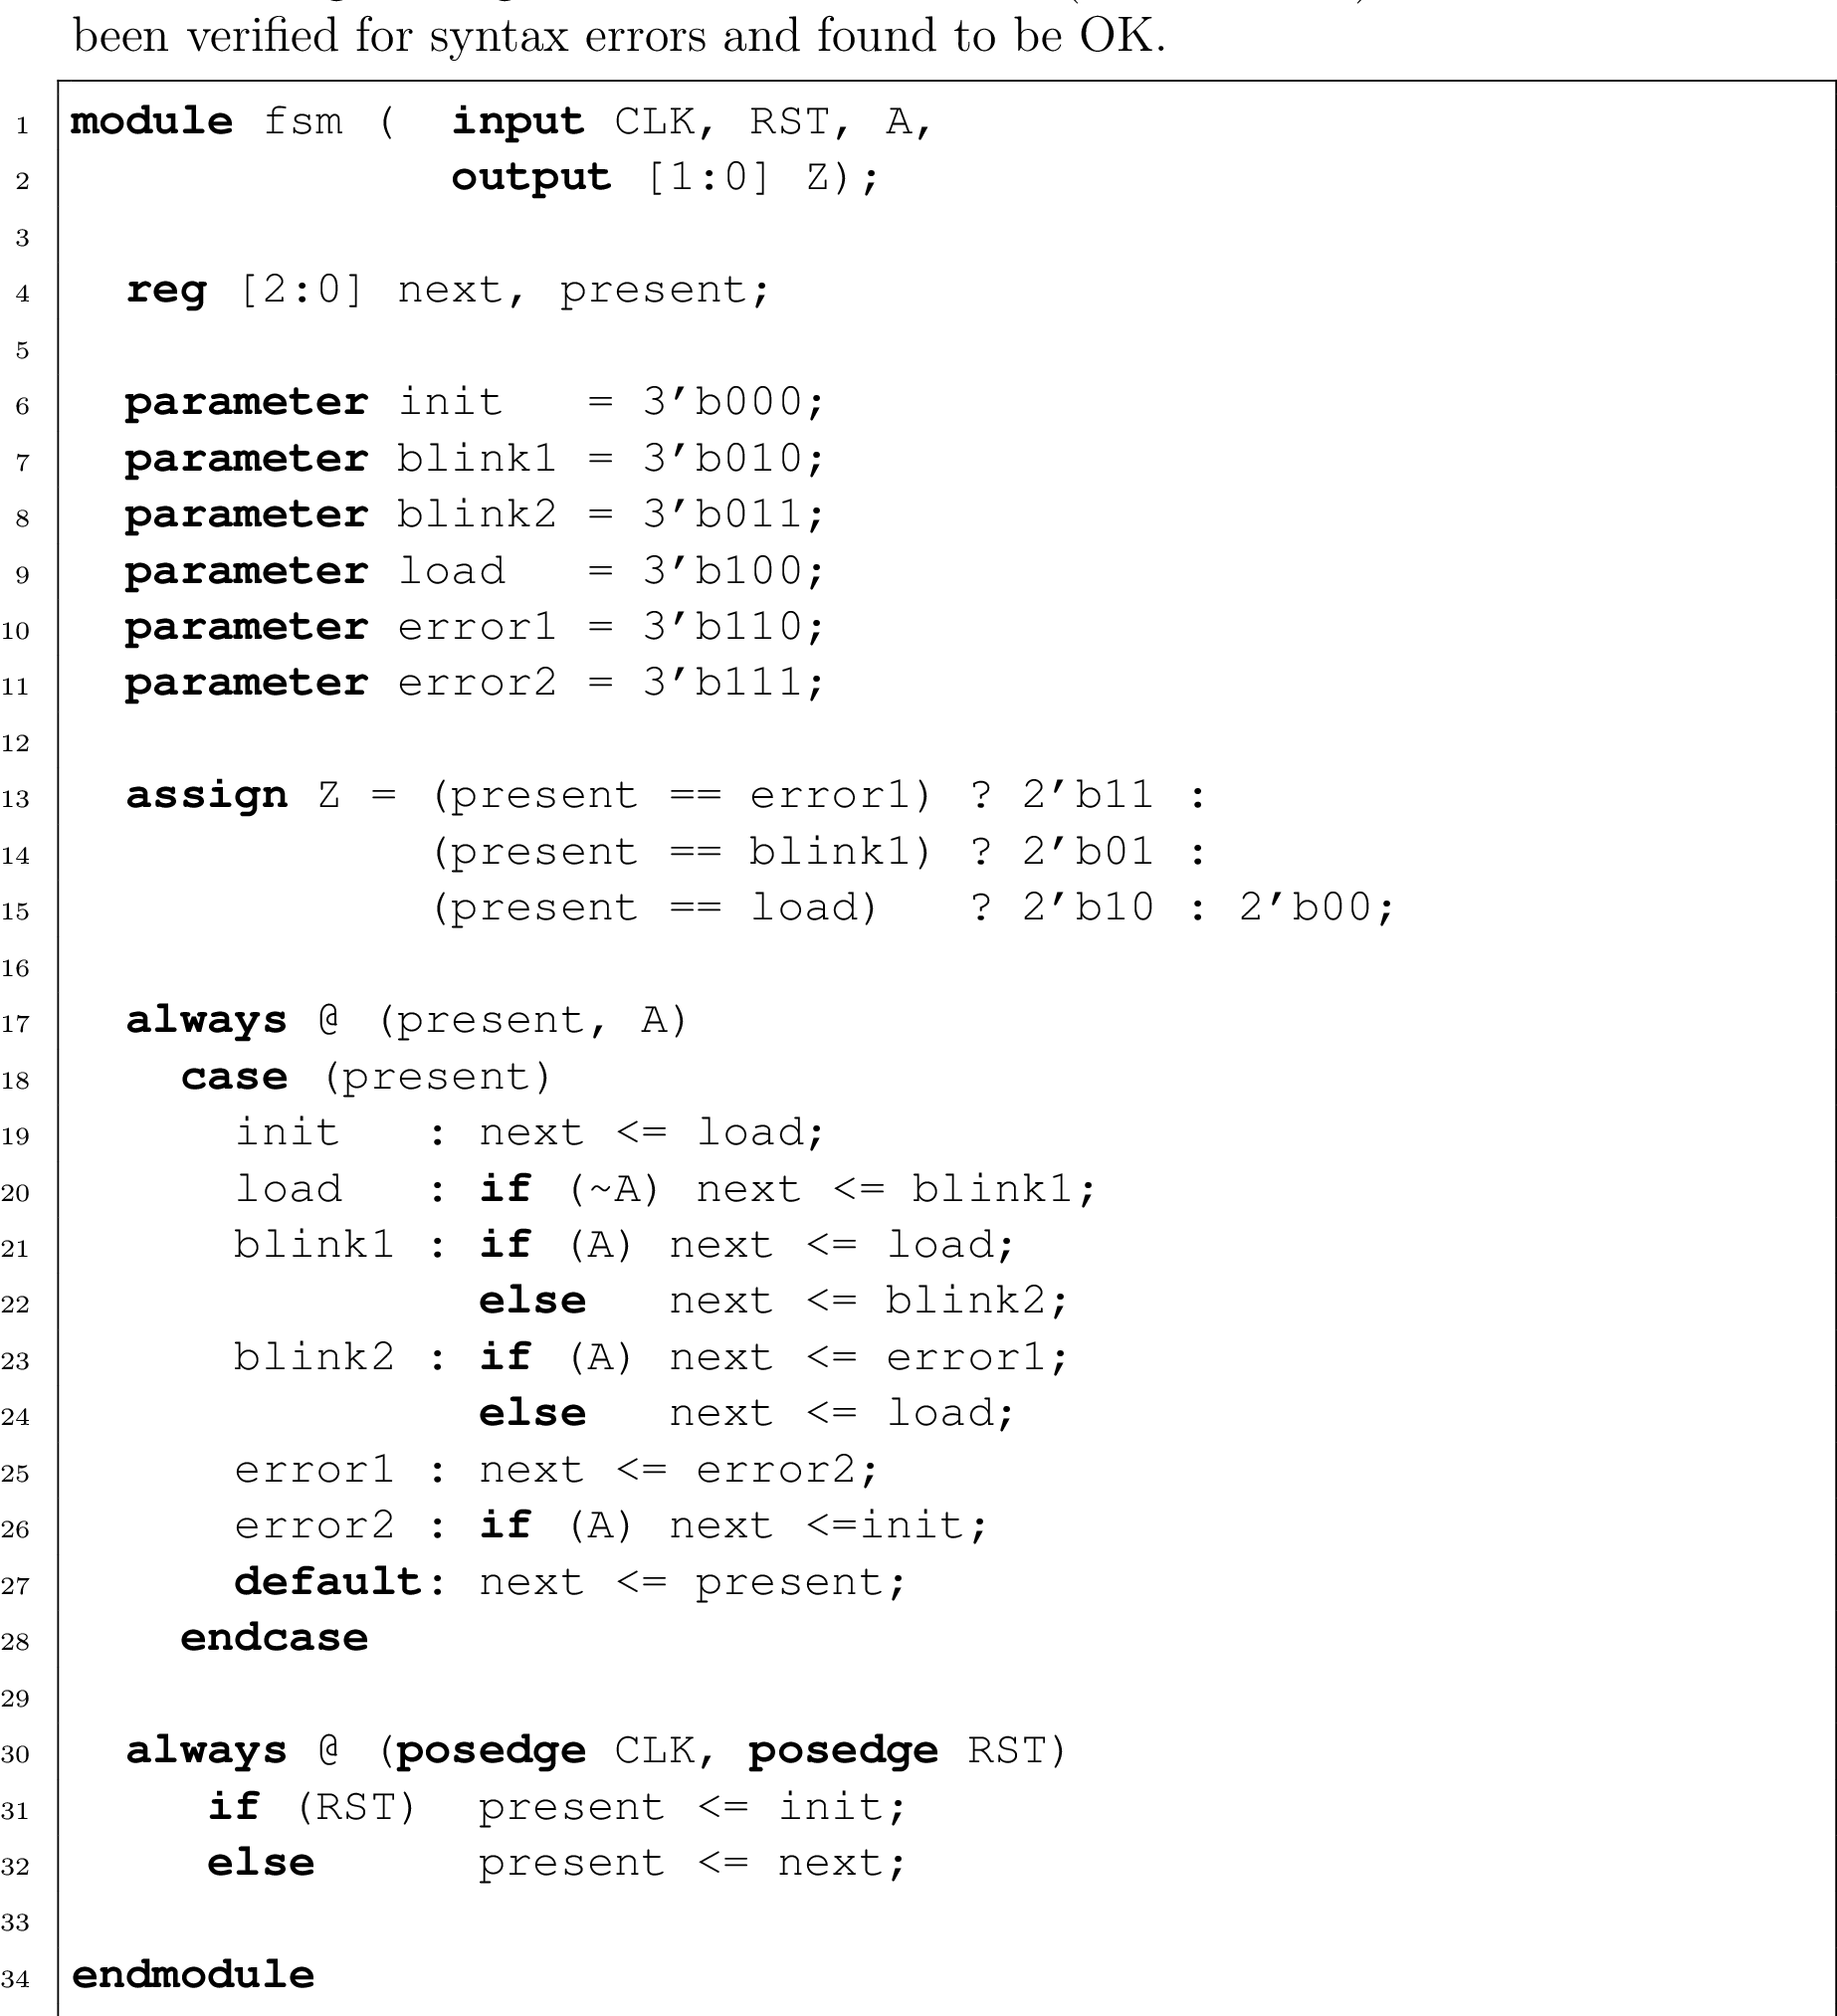 been verified for syntax errors and found to be OK.
1 module fsm (  input CLK, RST, A,
2               output [1:0] Z);
3
4   reg [2:0] next, present;
5
6   parameter init   = 3’b000;
7   parameter blink1 = 3’b010;
8   parameter blink2 = 3’b011;
9   parameter load   = 3’b100;
10   parameter error1 = 3’b110;
11   parameter error2 = 3’b111;
12
13   assign Z = (present == error1) ? 2’b11 :
14              (present == blink1) ? 2’b01 :
15              (present == load)   ? 2’b10 : 2’b00;
16
17   always @ (present, A)
18     case (present)
19       init   : next <= load;
20       load   : if (~A) next <= blink1;
21       blink1 : if (A) next <= load;
22                else   next <= blink2;
23       blink2 : if (A) next <= error1;
24                else   next <= load;
25       error1 : next <= error2;
26       error2 : if (A) next <=init;
27       default: next <= present;
28     endcase
29
30   always @ (posedge CLK, posedge RST)
31      if (RST)  present <= init;
32      else      present <= next;
33
34 endmodule